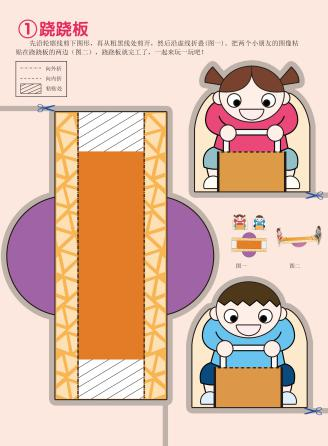 ①跷跷板
先沿轮廓线剪下图形，再从粗黑线处剪开，然后沿虚线折叠(图一)，把两个小朋友的图像粘
贴在跷跷板的两边（图二），跷跷板就完工了，一起来玩一玩吧！
向外折
向内折
粘贴处
图一
图二